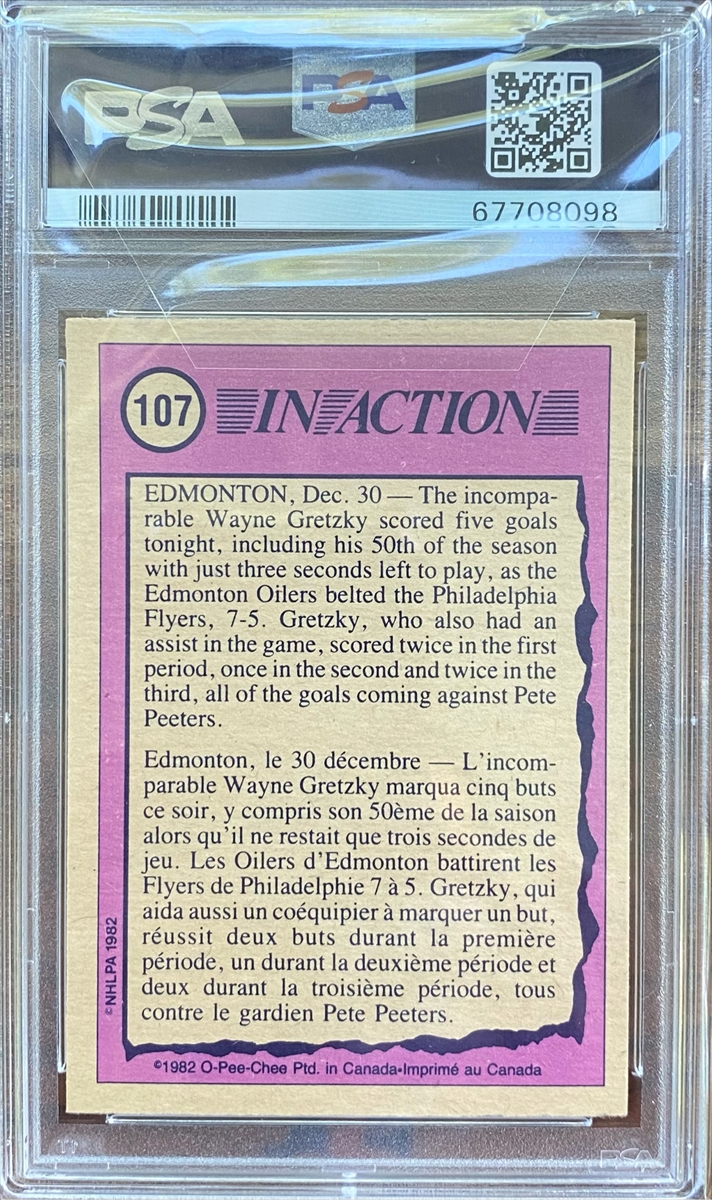 PSA
PSA
67708098
107 IN ACTION
EDMONTON, Dec. 30 — The incompa-
rable Wayne Gretzky scored five goals
tonight, including his 50th of the season
with just three seconds left to play, as the
Edmonton Oilers belted the Philadelphia
Flyers, 7-5. Gretzky, who also had an
assist in the game, scored twice in the first
period, once in the second and twice in the
third, all of the goals coming against Pete
Peeters.
Edmonton, le 30 décembre — L'incom-
parable Wayne Gretzky marqua cinq buts
ce soir, y compris son 50ème de la saison
alors qu'il ne restait que trois secondes de
jeu. Les Oilers d'Edmonton battirent les
Flyers de Philadelphie 7 à 5. Gretzky, qui
aida aussi un coéquipier à marquer un but,
réussit deux buts durant la première
période, un durant la deuxième période et
deux durant la troisième période, tous
contre le gardien Pete Peeters.
©NHLPA 1982
©1982 O-Pee-Chee Ptd. in Canada•Imprimé au Canada
PSA